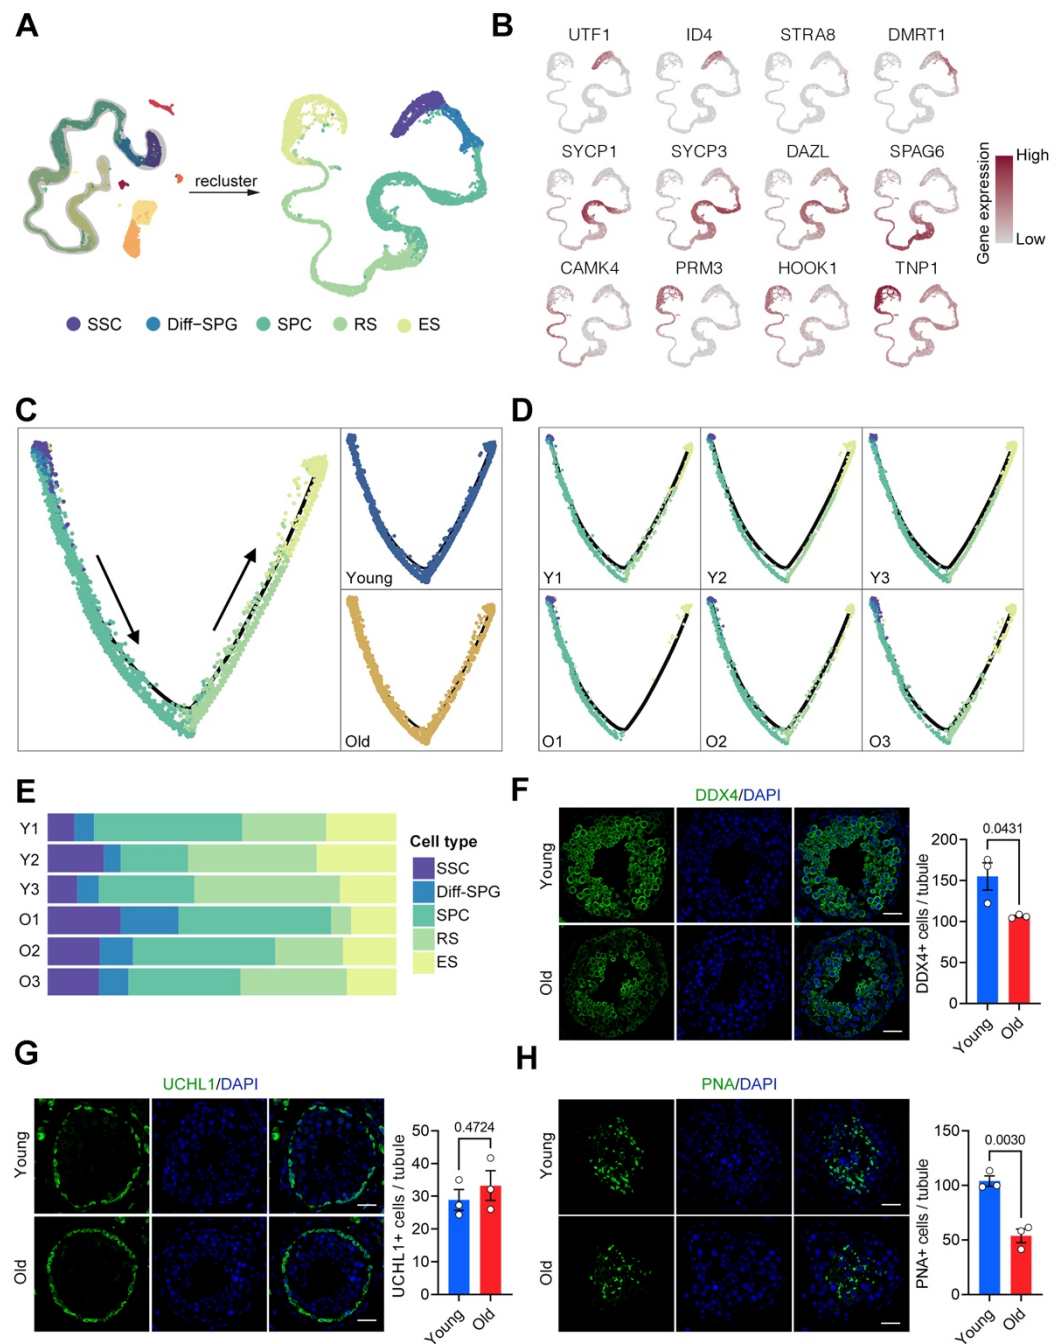 A
recluster
SSC Diff-SPG SPC RS ES
B
UTF1 ID4 STRA8 DMRT1
SYCP1 SYCP3 DAZL SPAG6
CAMK4 PRM3 HOOK1 TNP1
Gene expression
High
Low
C
Young
Old
D
Y1 Y2 Y3
O1 O2 O3
E
Y1
Y2
Y3
O1
O2
O3
Cell type
SSC
Diff-SPG
SPC
RS
ES
F
DDX4/DAPI
Young
Old
DDX4+ cells / tubule
0.0431
200
150
100
50
0
Young Old
G
UCHL1/DAPI
Young
Old
UCHL1+ cells / tubule
0.4724
50
40
30
20
10
0
Young Old
H
PNA/DAPI
Young
Old
PNA+ cells / tubule
0.0030
150
100
50
0
Young Old